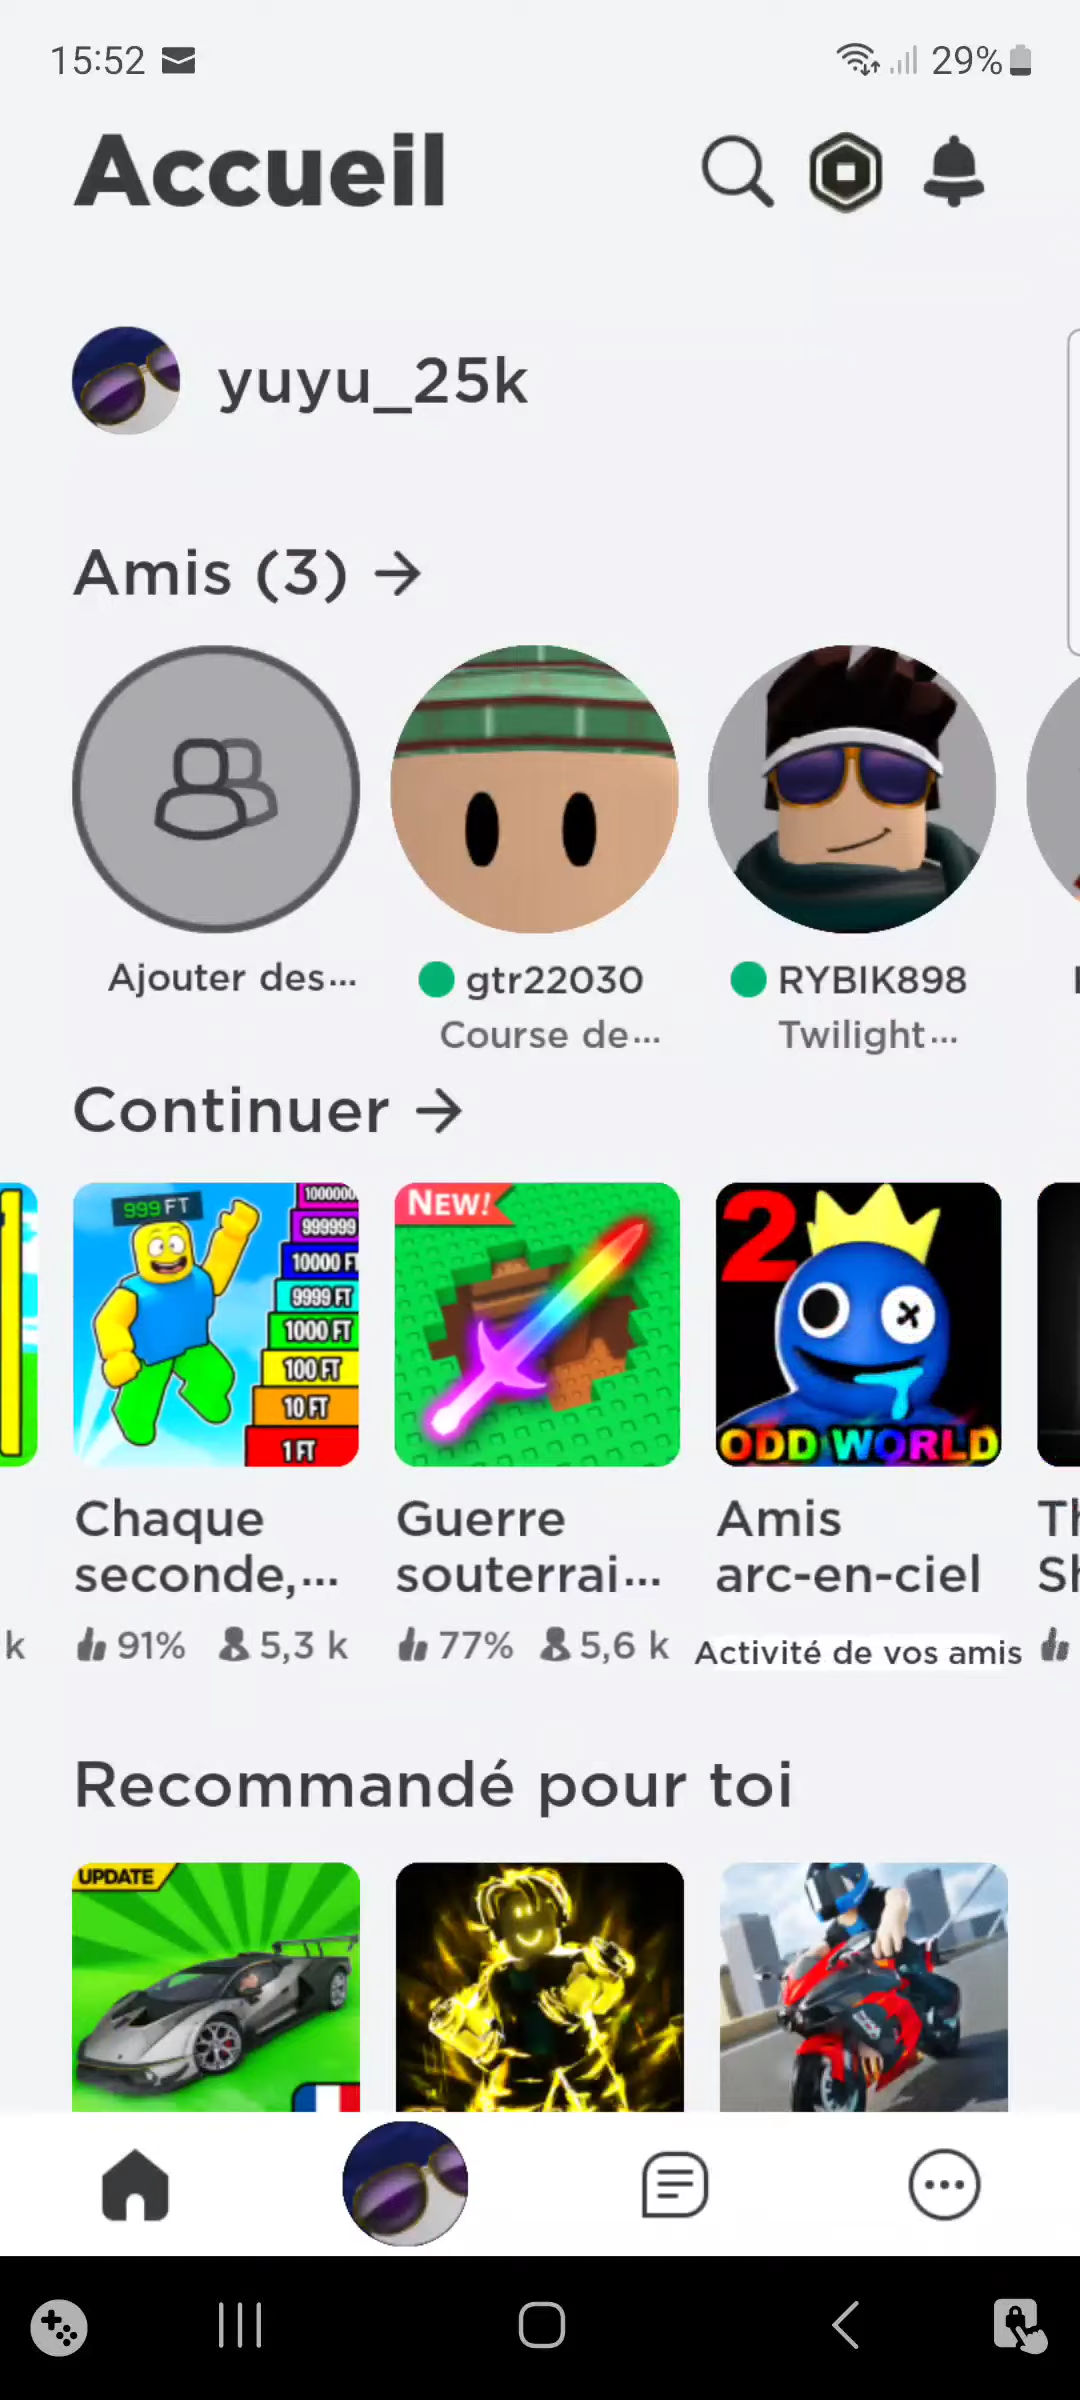 15:52
29%
Accueil
yuyu_25k
Amis (3) →
Ajouter des...
gtr22030
Course de...
RYBIK898
Twilight...
Continuer →
999 FT
1000000
999999
10000 F
9999 FT
1000 FT
100 FT
10 FT
1 FT
NEW!
2
ODD WORLD
Chaque
seconde,...
Guerre
souterrai...
Amis
arc-en-ciel
Th
Sh
k
91%
5,3 k
77%
5,6 k
Activité de vos amis
Recommandé pour toi
UPDATE